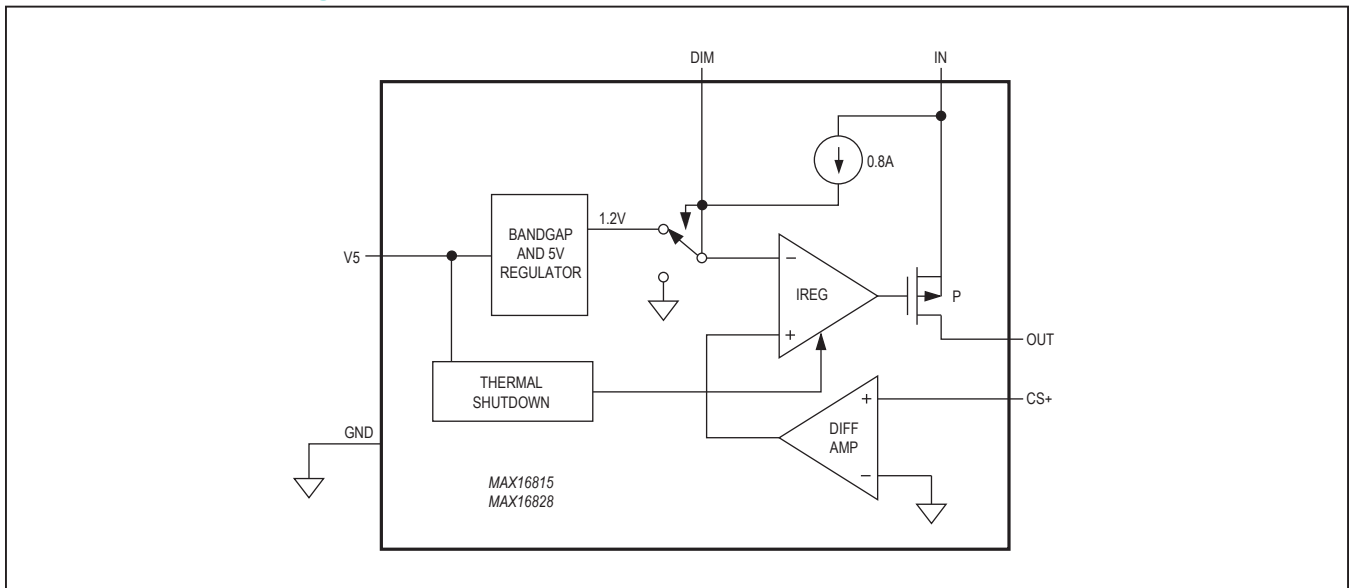 DIM
IN
0.8A
1.2V
BANDGAP
AND 5V
REGULATOR
V5
−
IREG
+
P
OUT
THERMAL
SHUTDOWN
+
CS+
DIFF
AMP
−
GND
MAX16815
MAX16828